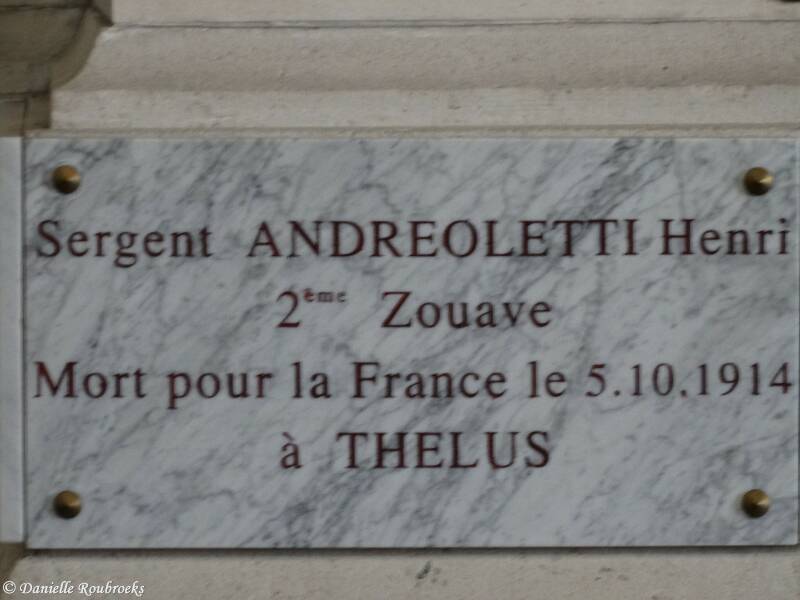 Sergent ANDREOLETTI Henri
2ème Zouave
Mort pour la France le 5.10.1914
à THELUS
© Danielle Roubroeks